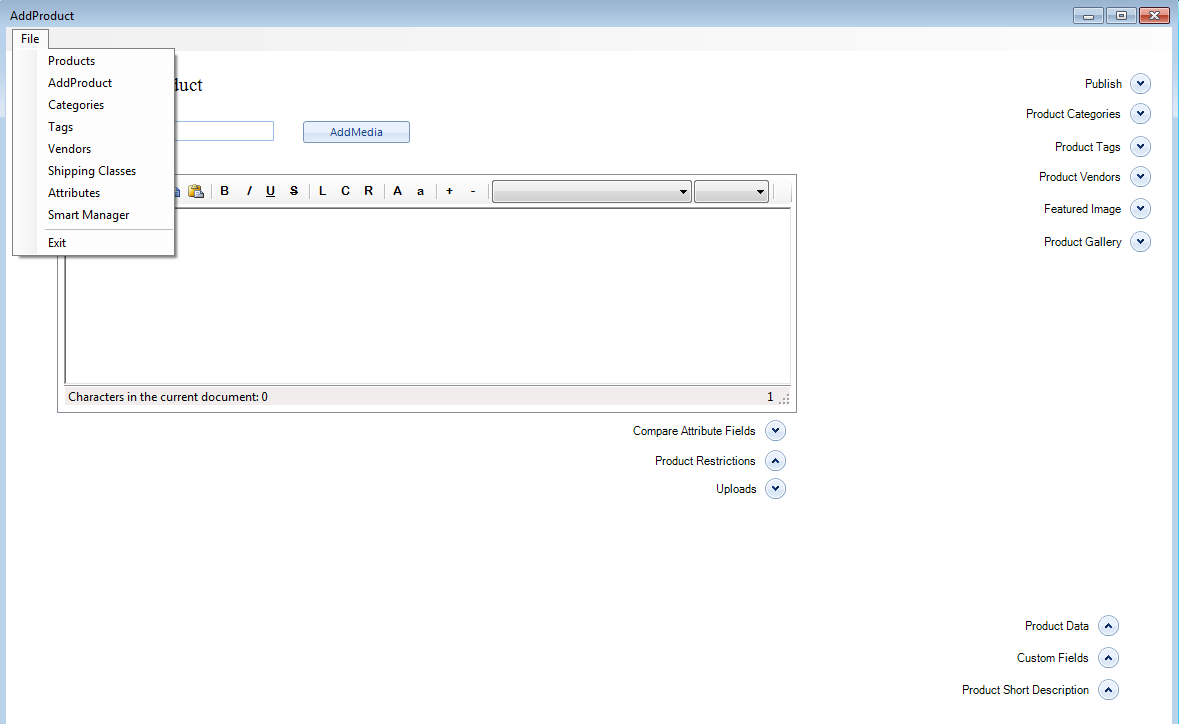 AddProduct
File
Products
AddProduct
Categories
Tags
Vendors
Shipping Classes
Attributes
Smart Manager
Exit
AddMedia
B I U S L C R A a + -
Characters in the current document: 0 1
Compare Attribute Fields
Product Restrictions
Uploads
Publish
Product Categories
Product Tags
Product Vendors
Featured Image
Product Gallery
Product Data
Custom Fields
Product Short Description